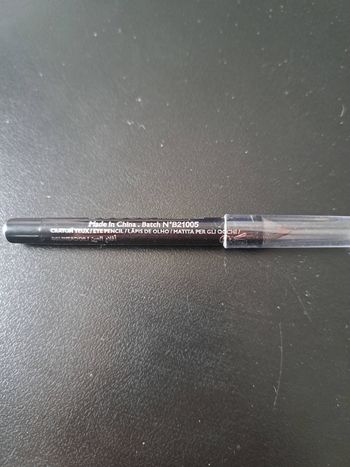 Made in China . Batch N°B21005
CRAYON YEUX / EYE PENCIL / LÁPIS DE OLHO / MATITA PER GLI OCCHI /